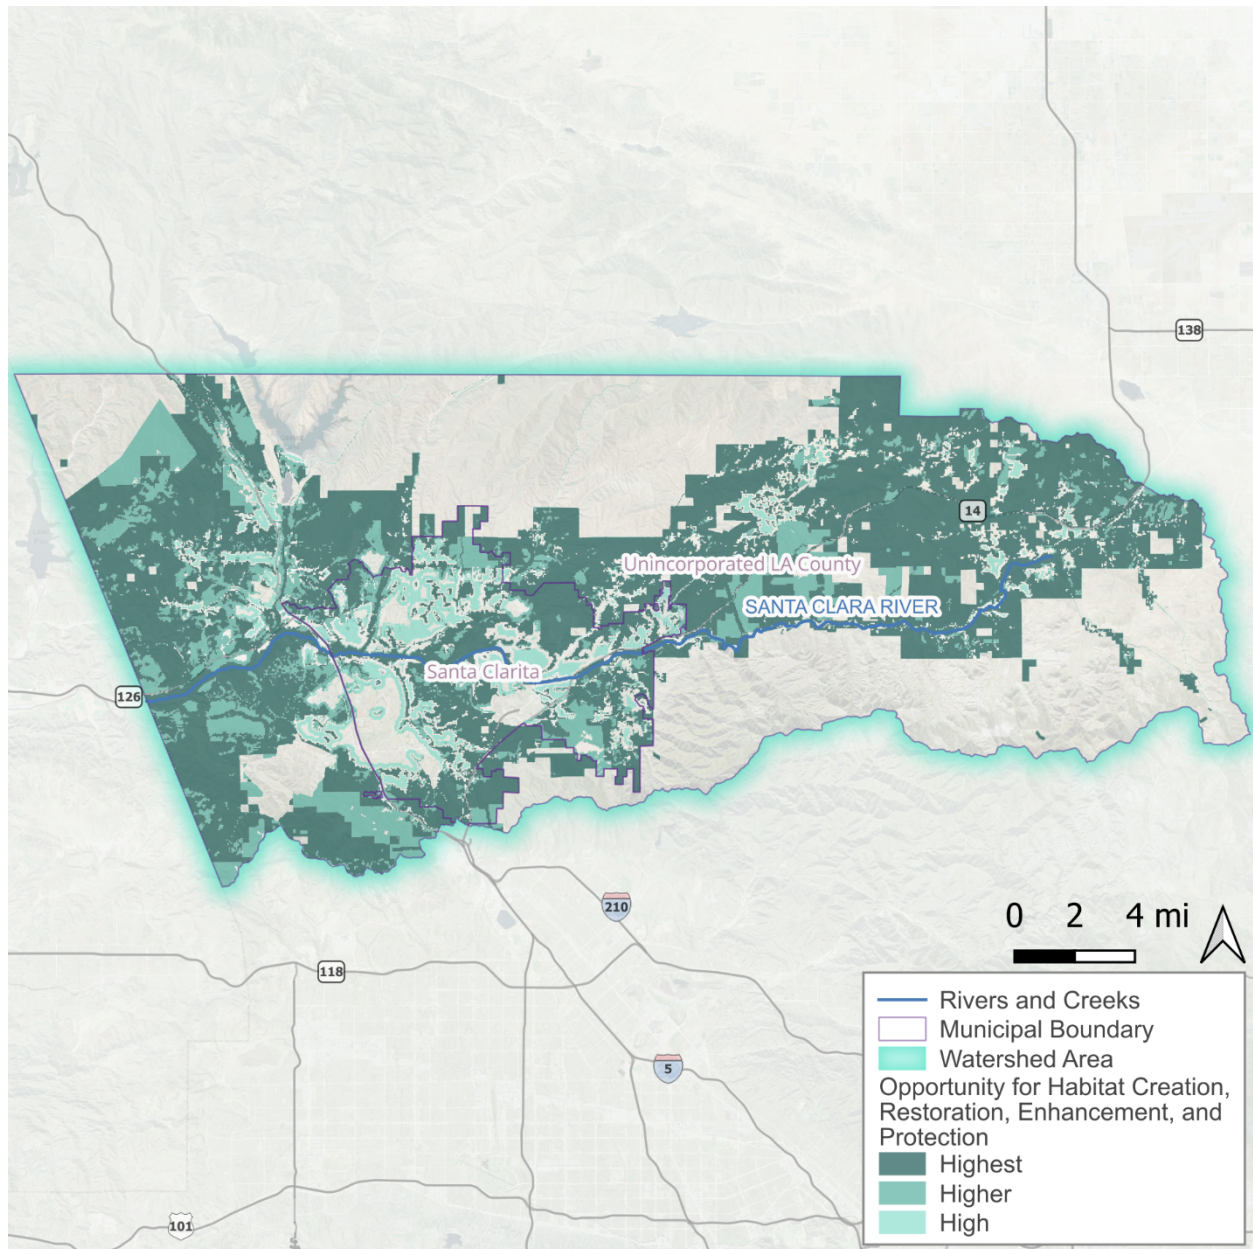 138
14
Unincorporated LA County
SANTA CLARA RIVER
Santa Clarita
126
210
0 2 4 mi
118
5
101
Rivers and Creeks
Municipal Boundary
Watershed Area
Opportunity for Habitat Creation,
Restoration, Enhancement, and
Protection
Highest
Higher
High